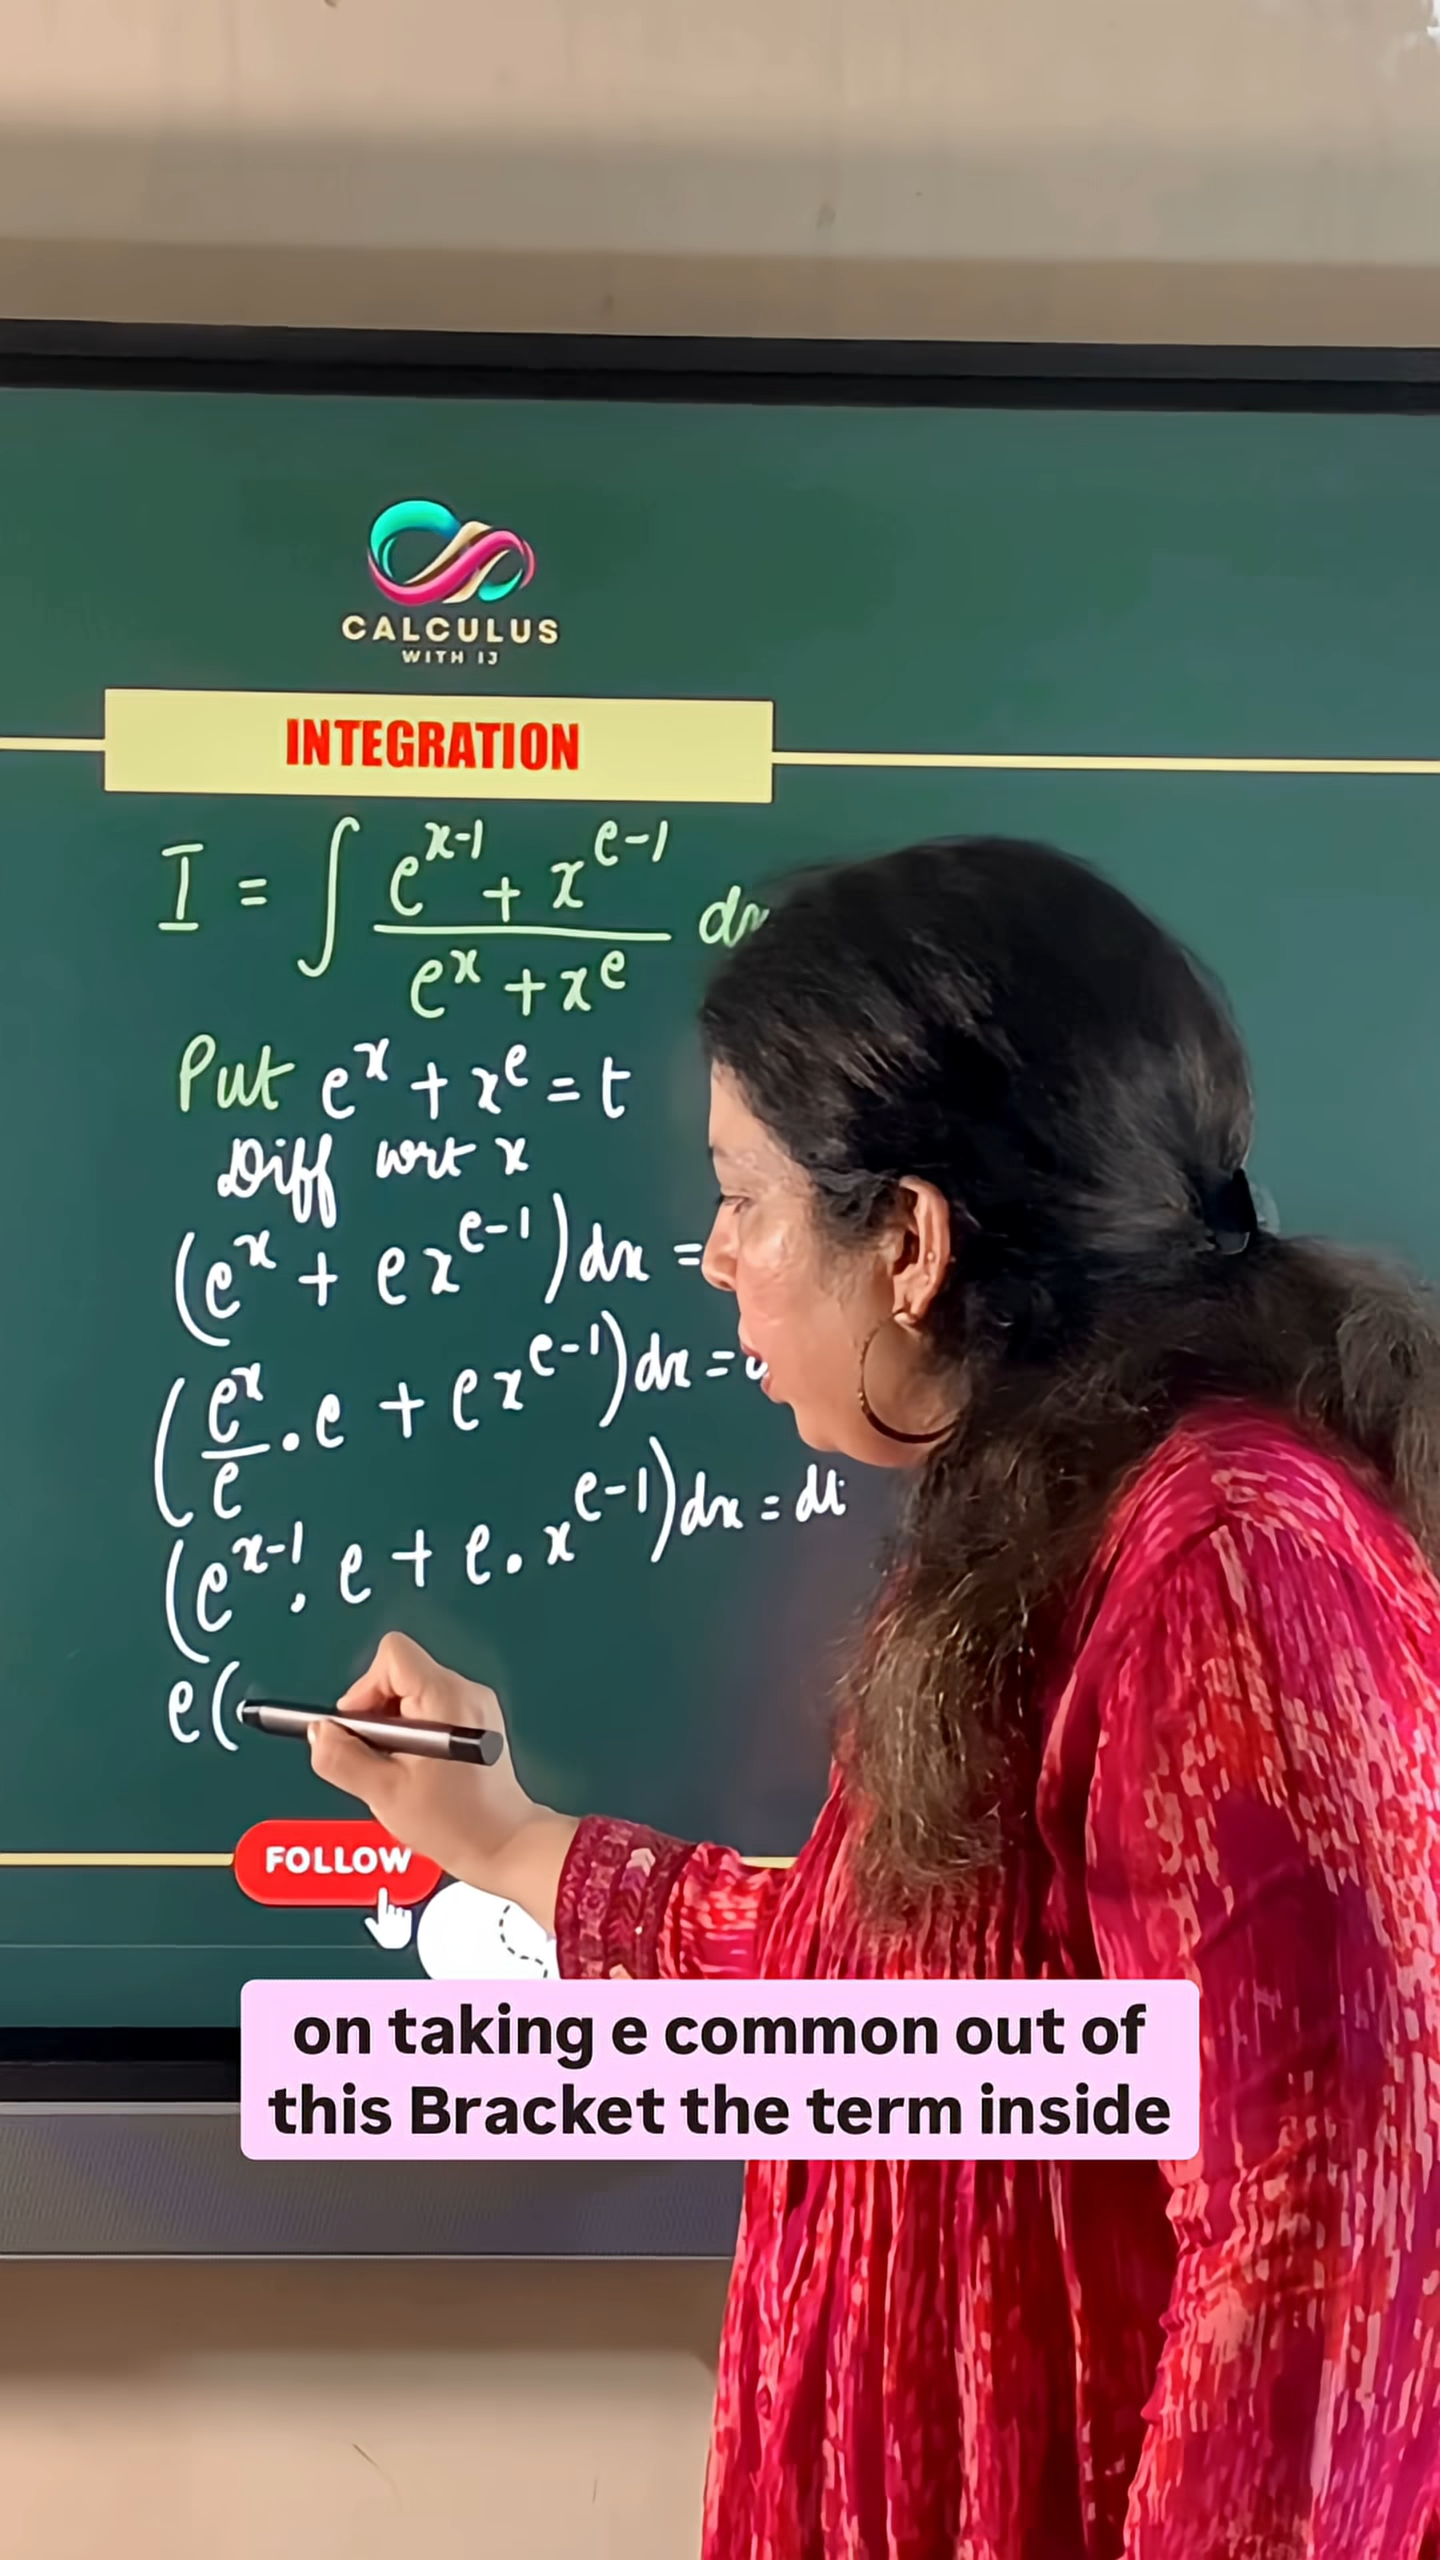 CALCULUS
WITH IJ
INTEGRATION
I = ∫ (e^(x-1) + x^(e-1)) / (e^x + x^e) dx
Put e^x + x^e = t
Diff wrt x
(e^x + e x^(e-1)) dx =
(e^x/e . e + e x^(e-1)) dx =
(e^(x-1) . e + e . x^(e-1)) dx = dt
e(
FOLLOW
on taking e common out of
this Bracket the term inside